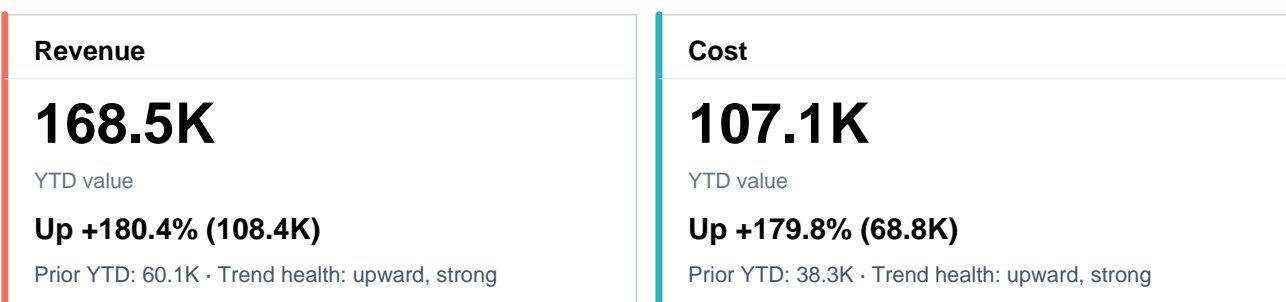 Revenue
168.5K
YTD value
Up +180.4% (108.4K)
Prior YTD: 60.1K · Trend health: upward, strong
Cost
107.1K
YTD value
Up +179.8% (68.8K)
Prior YTD: 38.3K · Trend health: upward, strong